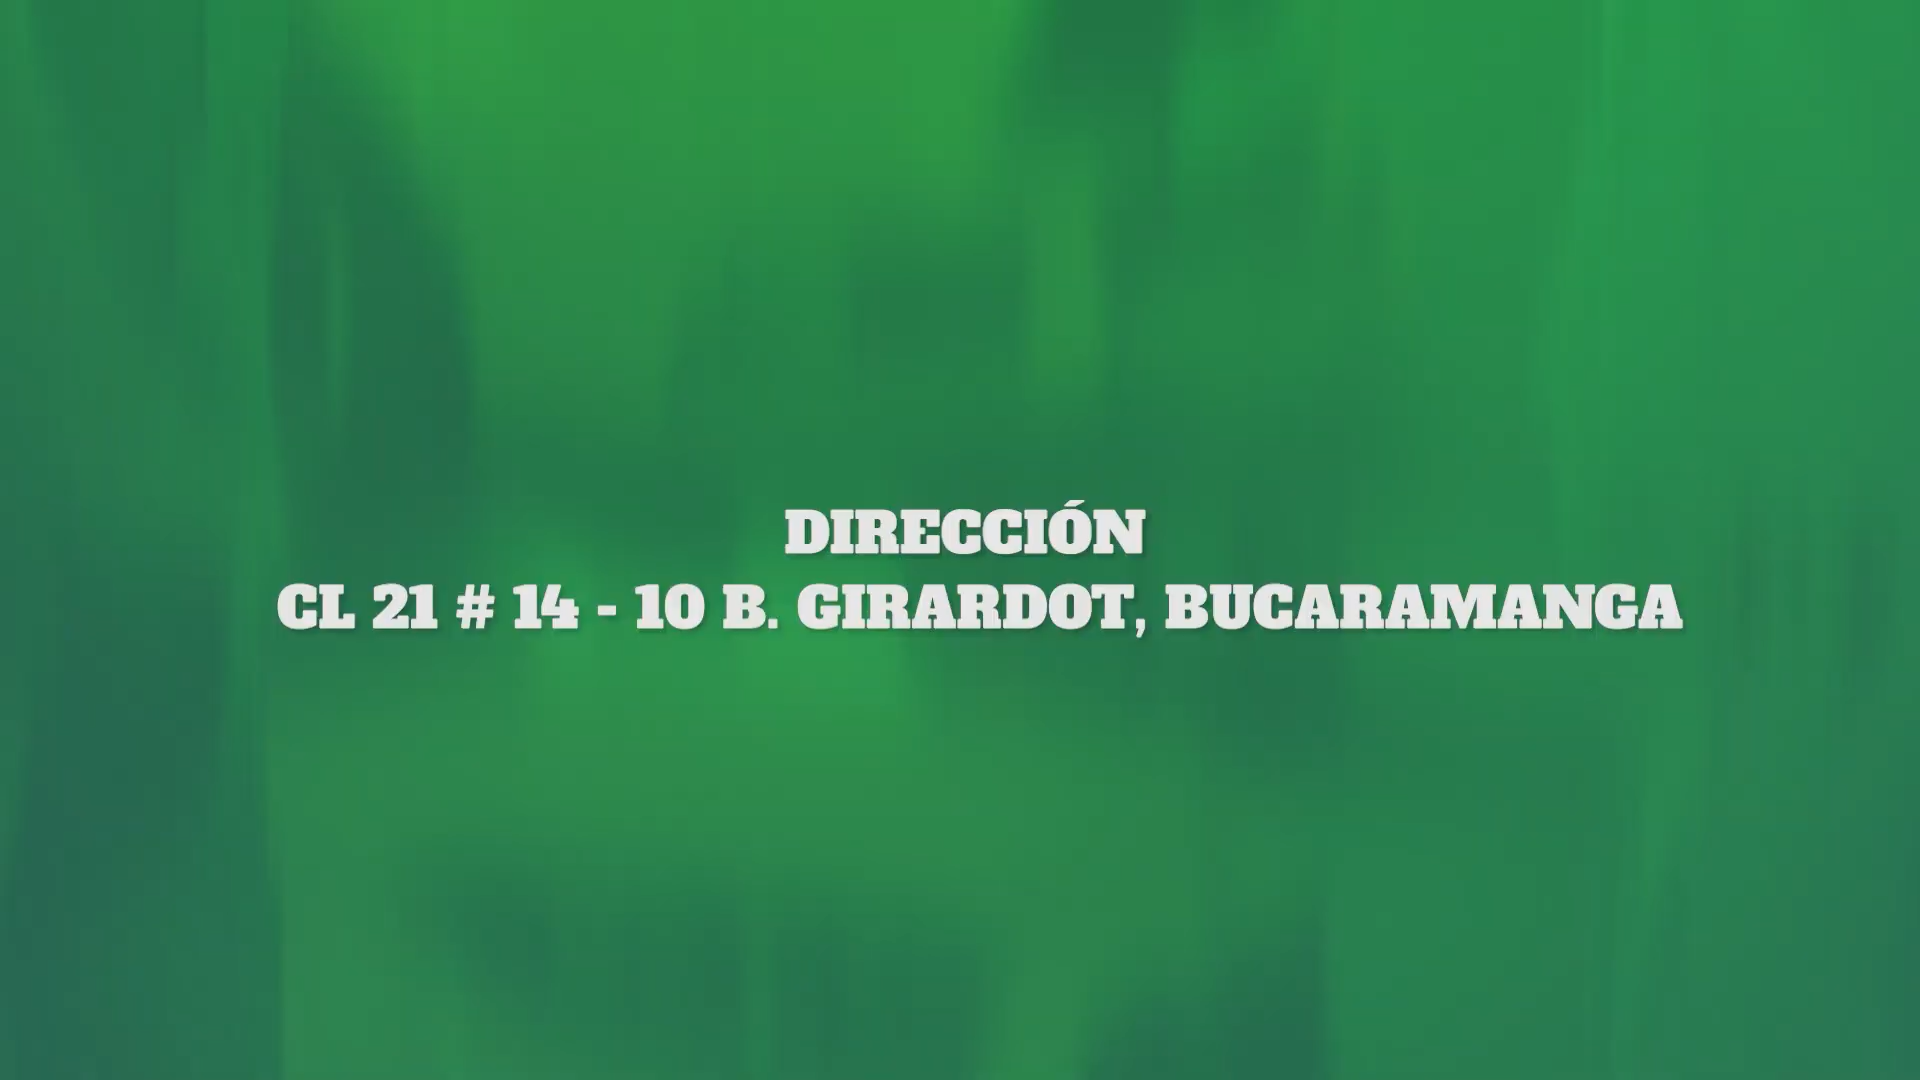 DIRECCIÓN
CL 21 # 14 - 10 B. GIRARDOT, BUCARAMANGA